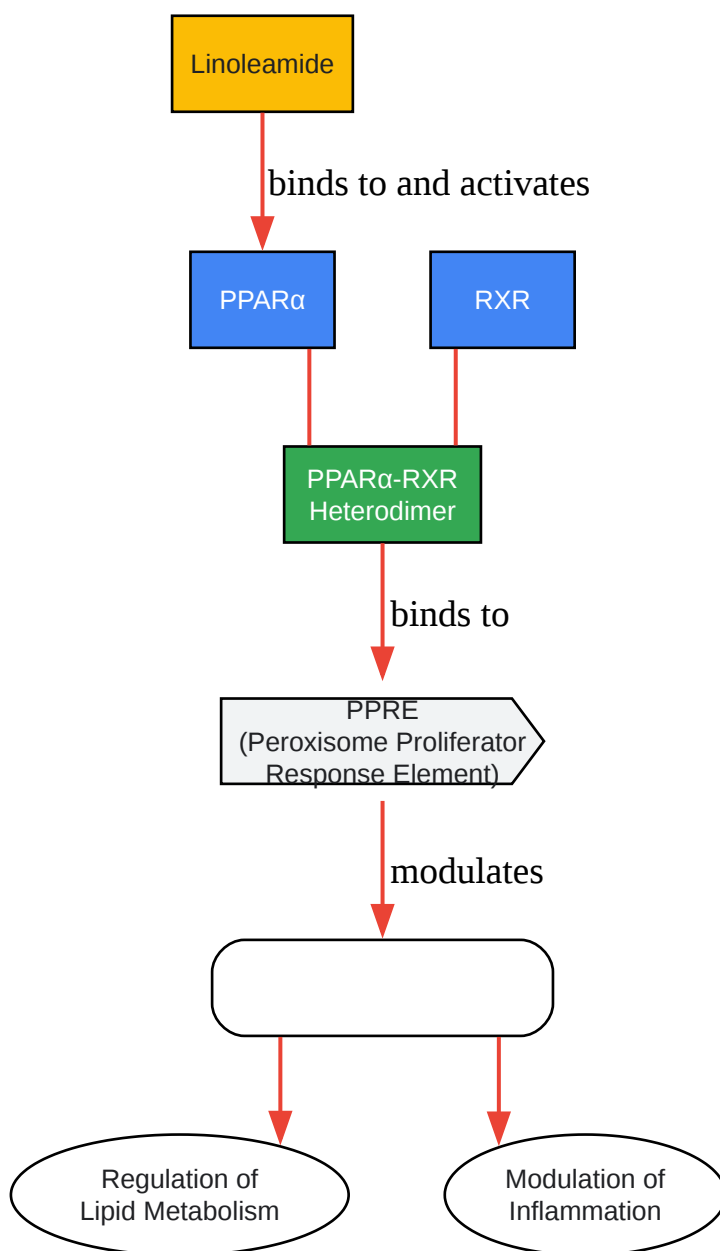 Linoleamide
binds to and activates
PPARα
RXR
PPARα-RXR
Heterodimer
binds to
PPRE
(Peroxisome Proliferator
Response Element)
modulates
Regulation of
Lipid Metabolism
Modulation of
Inflammation